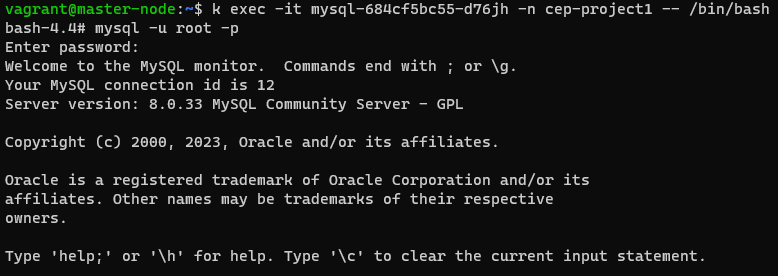 vagrant@master-node:~$ k exec -it mysql-684cf5bc55-d76jh -n cep-project1 -- /bin/bash
bash-4.4# mysql -u root -p
Enter password:
Welcome to the MySQL monitor.  Commands end with ; or \g.
Your MySQL connection id is 12
Server version: 8.0.33 MySQL Community Server - GPL

Copyright (c) 2000, 2023, Oracle and/or its affiliates.

Oracle is a registered trademark of Oracle Corporation and/or its
affiliates. Other names may be trademarks of their respective
owners.

Type 'help;' or '\h' for help. Type '\c' to clear the current input statement.